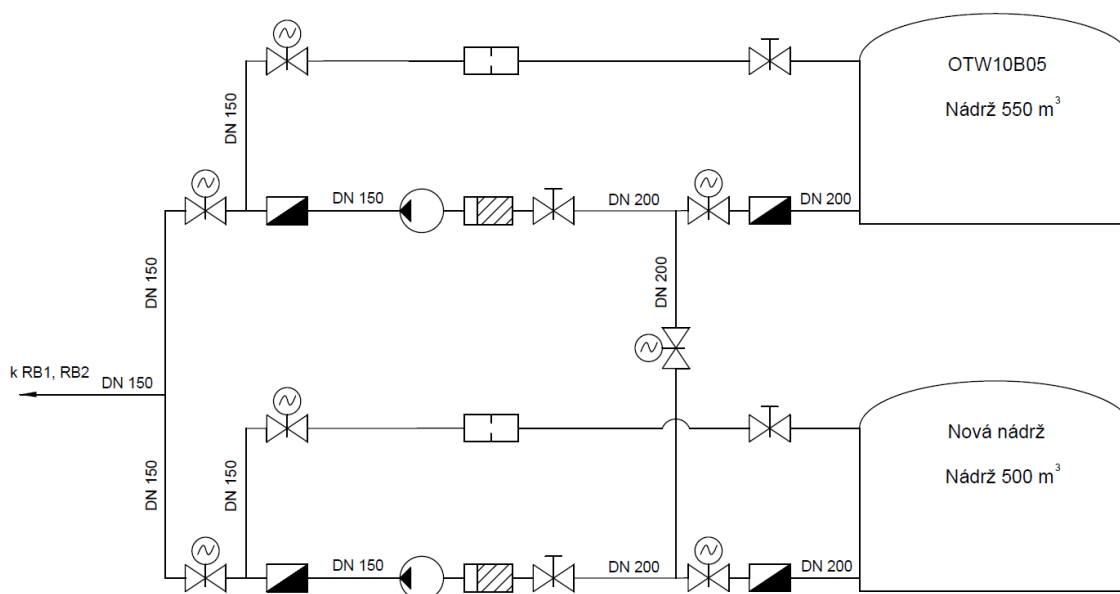 OTW10B05
Nádrž 550 m³
DN 150
DN 150
DN 200
DN 200
DN 150
DN 200
k RB1, RB2
DN 150
Nová nádrž
Nádrž 500 m³
DN 150
DN 150
DN 150
DN 200
DN 200